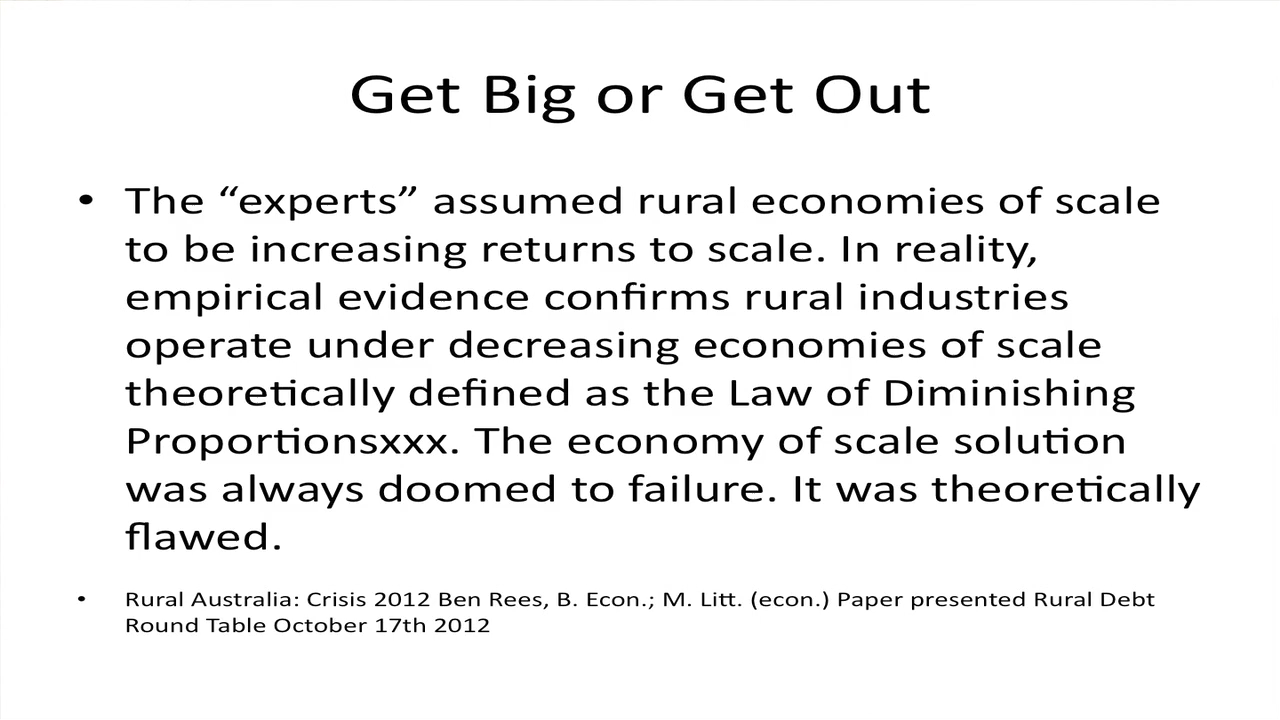 Get Big or Get Out
• The “experts” assumed rural economies of scale
to be increasing returns to scale. In reality,
empirical evidence confirms rural industries
operate under decreasing economies of scale
theoretically defined as the Law of Diminishing
Proportionsxxx. The economy of scale solution
was always doomed to failure. It was theoretically
flawed.
• Rural Australia: Crisis 2012 Ben Rees, B. Econ.; M. Litt. (econ.) Paper presented Rural Debt
Round Table October 17th 2012